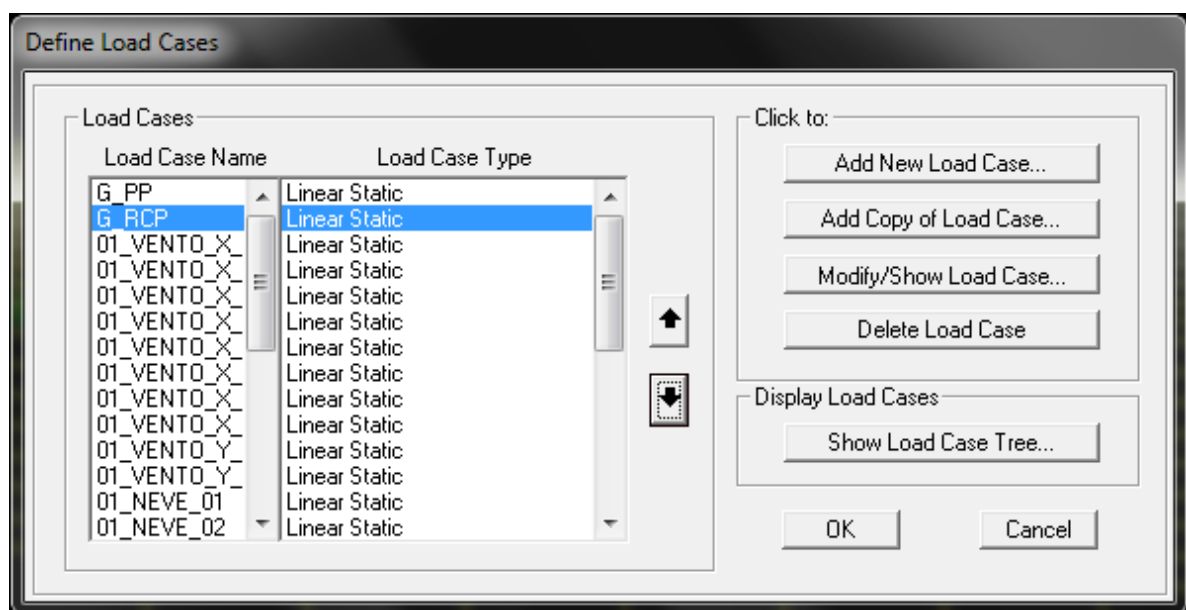 Define Load Cases
Load Cases
Load Case Name Load Case Type
G_PP Linear Static
G_RCP Linear Static
01_VENTO_X_ Linear Static
01_VENTO_X_ Linear Static
01_VENTO_X_ Linear Static
01_VENTO_X_ Linear Static
01_VENTO_X_ Linear Static
01_VENTO_X_ Linear Static
01_VENTO_X_ Linear Static
01_VENTO_X_ Linear Static
01_VENTO_Y_ Linear Static
01_VENTO_Y_ Linear Static
01_NEVE_01 Linear Static
01_NEVE_02 Linear Static
Click to:
Add New Load Case...
Add Copy of Load Case...
Modify/Show Load Case...
Delete Load Case
Display Load Cases
Show Load Case Tree...
OK Cancel